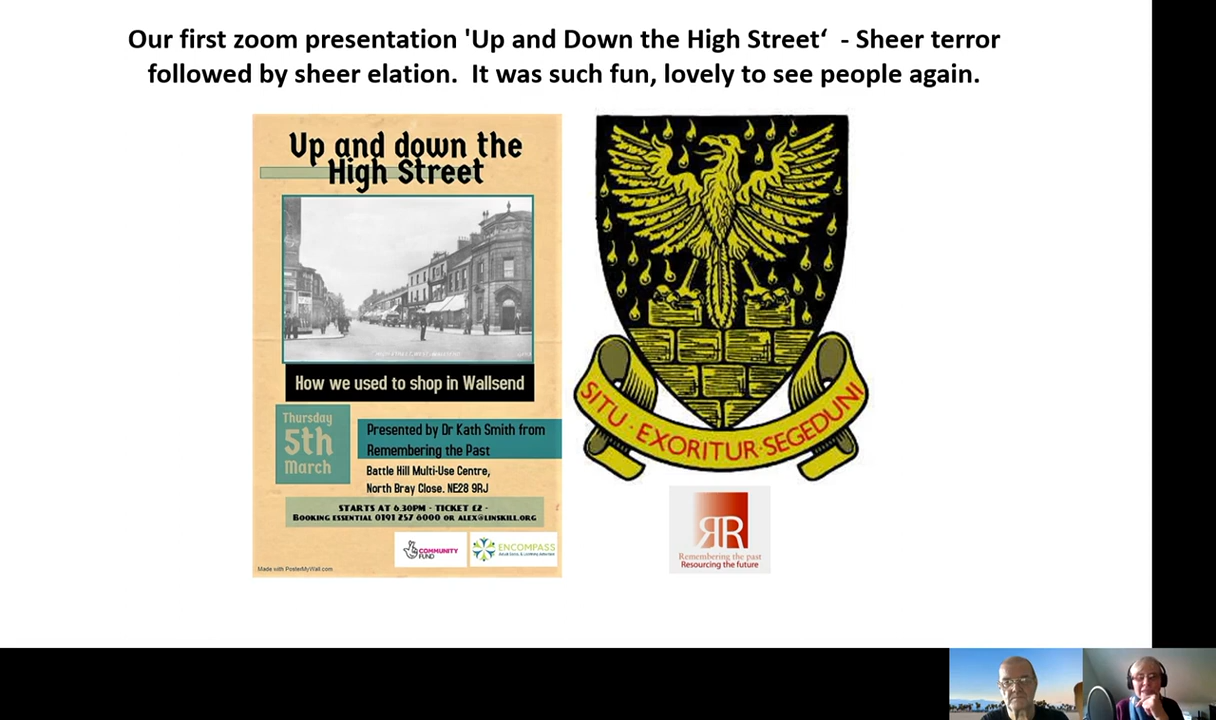 Our first zoom presentation 'Up and Down the High Street‘ - Sheer terror
followed by sheer elation. It was such fun, lovely to see people again.
Up and down the
High Street
How we used to shop in Wallsend
Thursday
5th
March
Presented by Dr Kath Smith from
Remembering the Past
Battle Hill Multi-Use Centre,
North Bray Close. NE28 9RJ
STARTS AT 6.30PM - TICKET £2 -
BOOKING ESSENTIAL 0191 257 8000 OR ALEX@LINSKILL.ORG
COMMUNITY
FUND
ENCOMPASS
Made with PosterMyWall.com
SITU · EXORITUR · SEGEDUNI
RR
Remembering the past
Resourcing the future